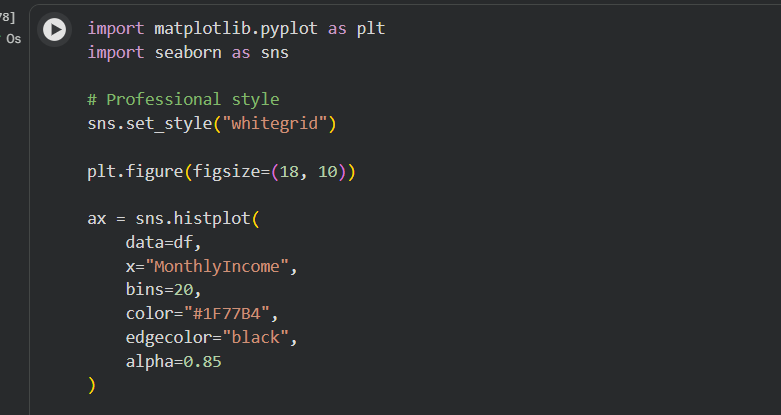 78]
0s
import matplotlib.pyplot as plt
import seaborn as sns
# Professional style
sns.set_style("whitegrid")
plt.figure(figsize=(18, 10))
ax = sns.histplot(
    data=df,
    x="MonthlyIncome",
    bins=20,
    color="#1F77B4",
    edgecolor="black",
    alpha=0.85
)